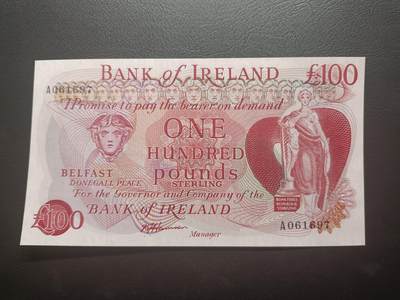 BANK OF IRELAND £100
A061697
I Promise to pay the bearer on demand
ONE
HUNDRED
pounds
STERLING
BELFAST
DONEGALL PLACE
For the Governor and Company of the
BANK OF IRELAND
£100
Manager
A061697